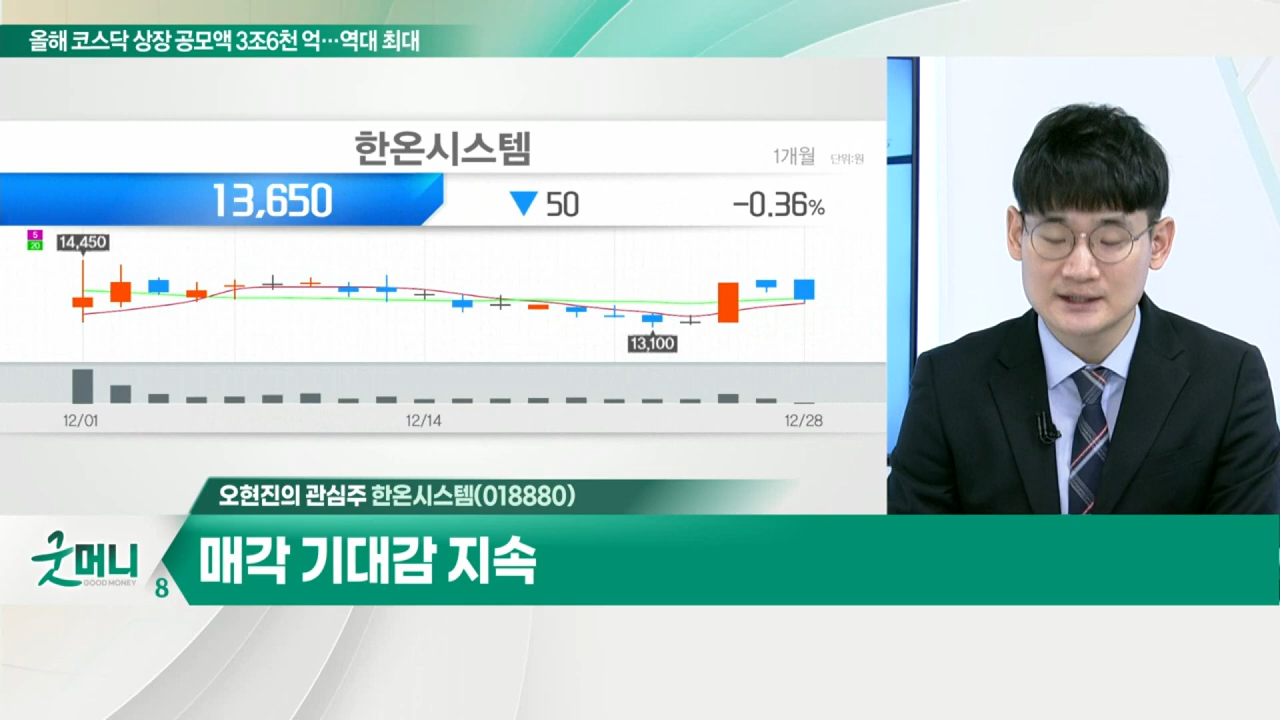 올해 코스닥 상장 공모액 3조6천 억…역대 최대
한온시스템
1개월 단위:원
13,650 ▼50 -0.36%
5
20
14,450
13,100
12/01 12/14 12/28
오현진의 관심주 한온시스템(018880)
굿머니 GOOD MONEY 8
매각 기대감 지속